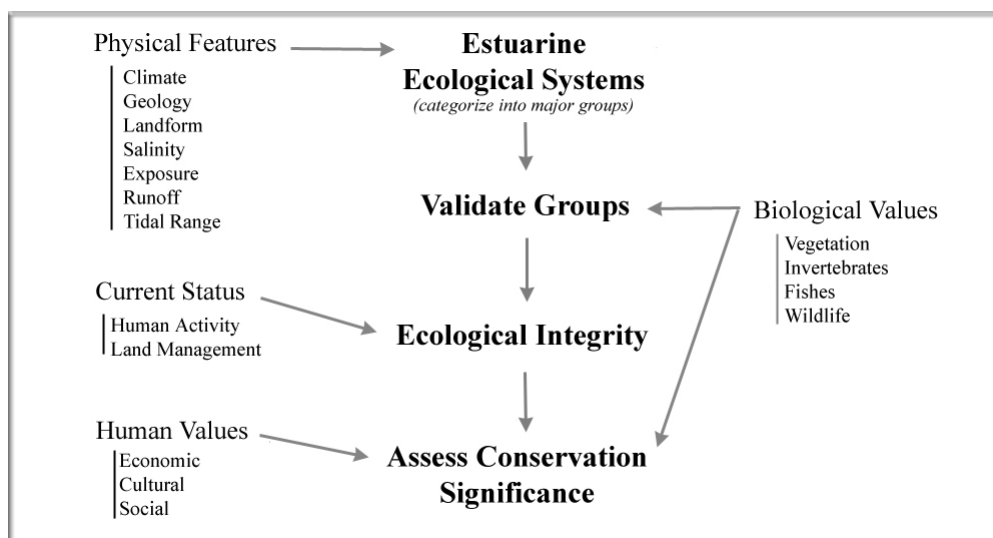 Physical Features
Climate
Geology
Landform
Salinity
Exposure
Runoff
Tidal Range
Estuarine
Ecological Systems
(categorize into major groups)
Validate Groups
Biological Values
Vegetation
Invertebrates
Fishes
Wildlife
Current Status
Human Activity
Land Management
Ecological Integrity
Human Values
Economic
Cultural
Social
Assess Conservation
Significance